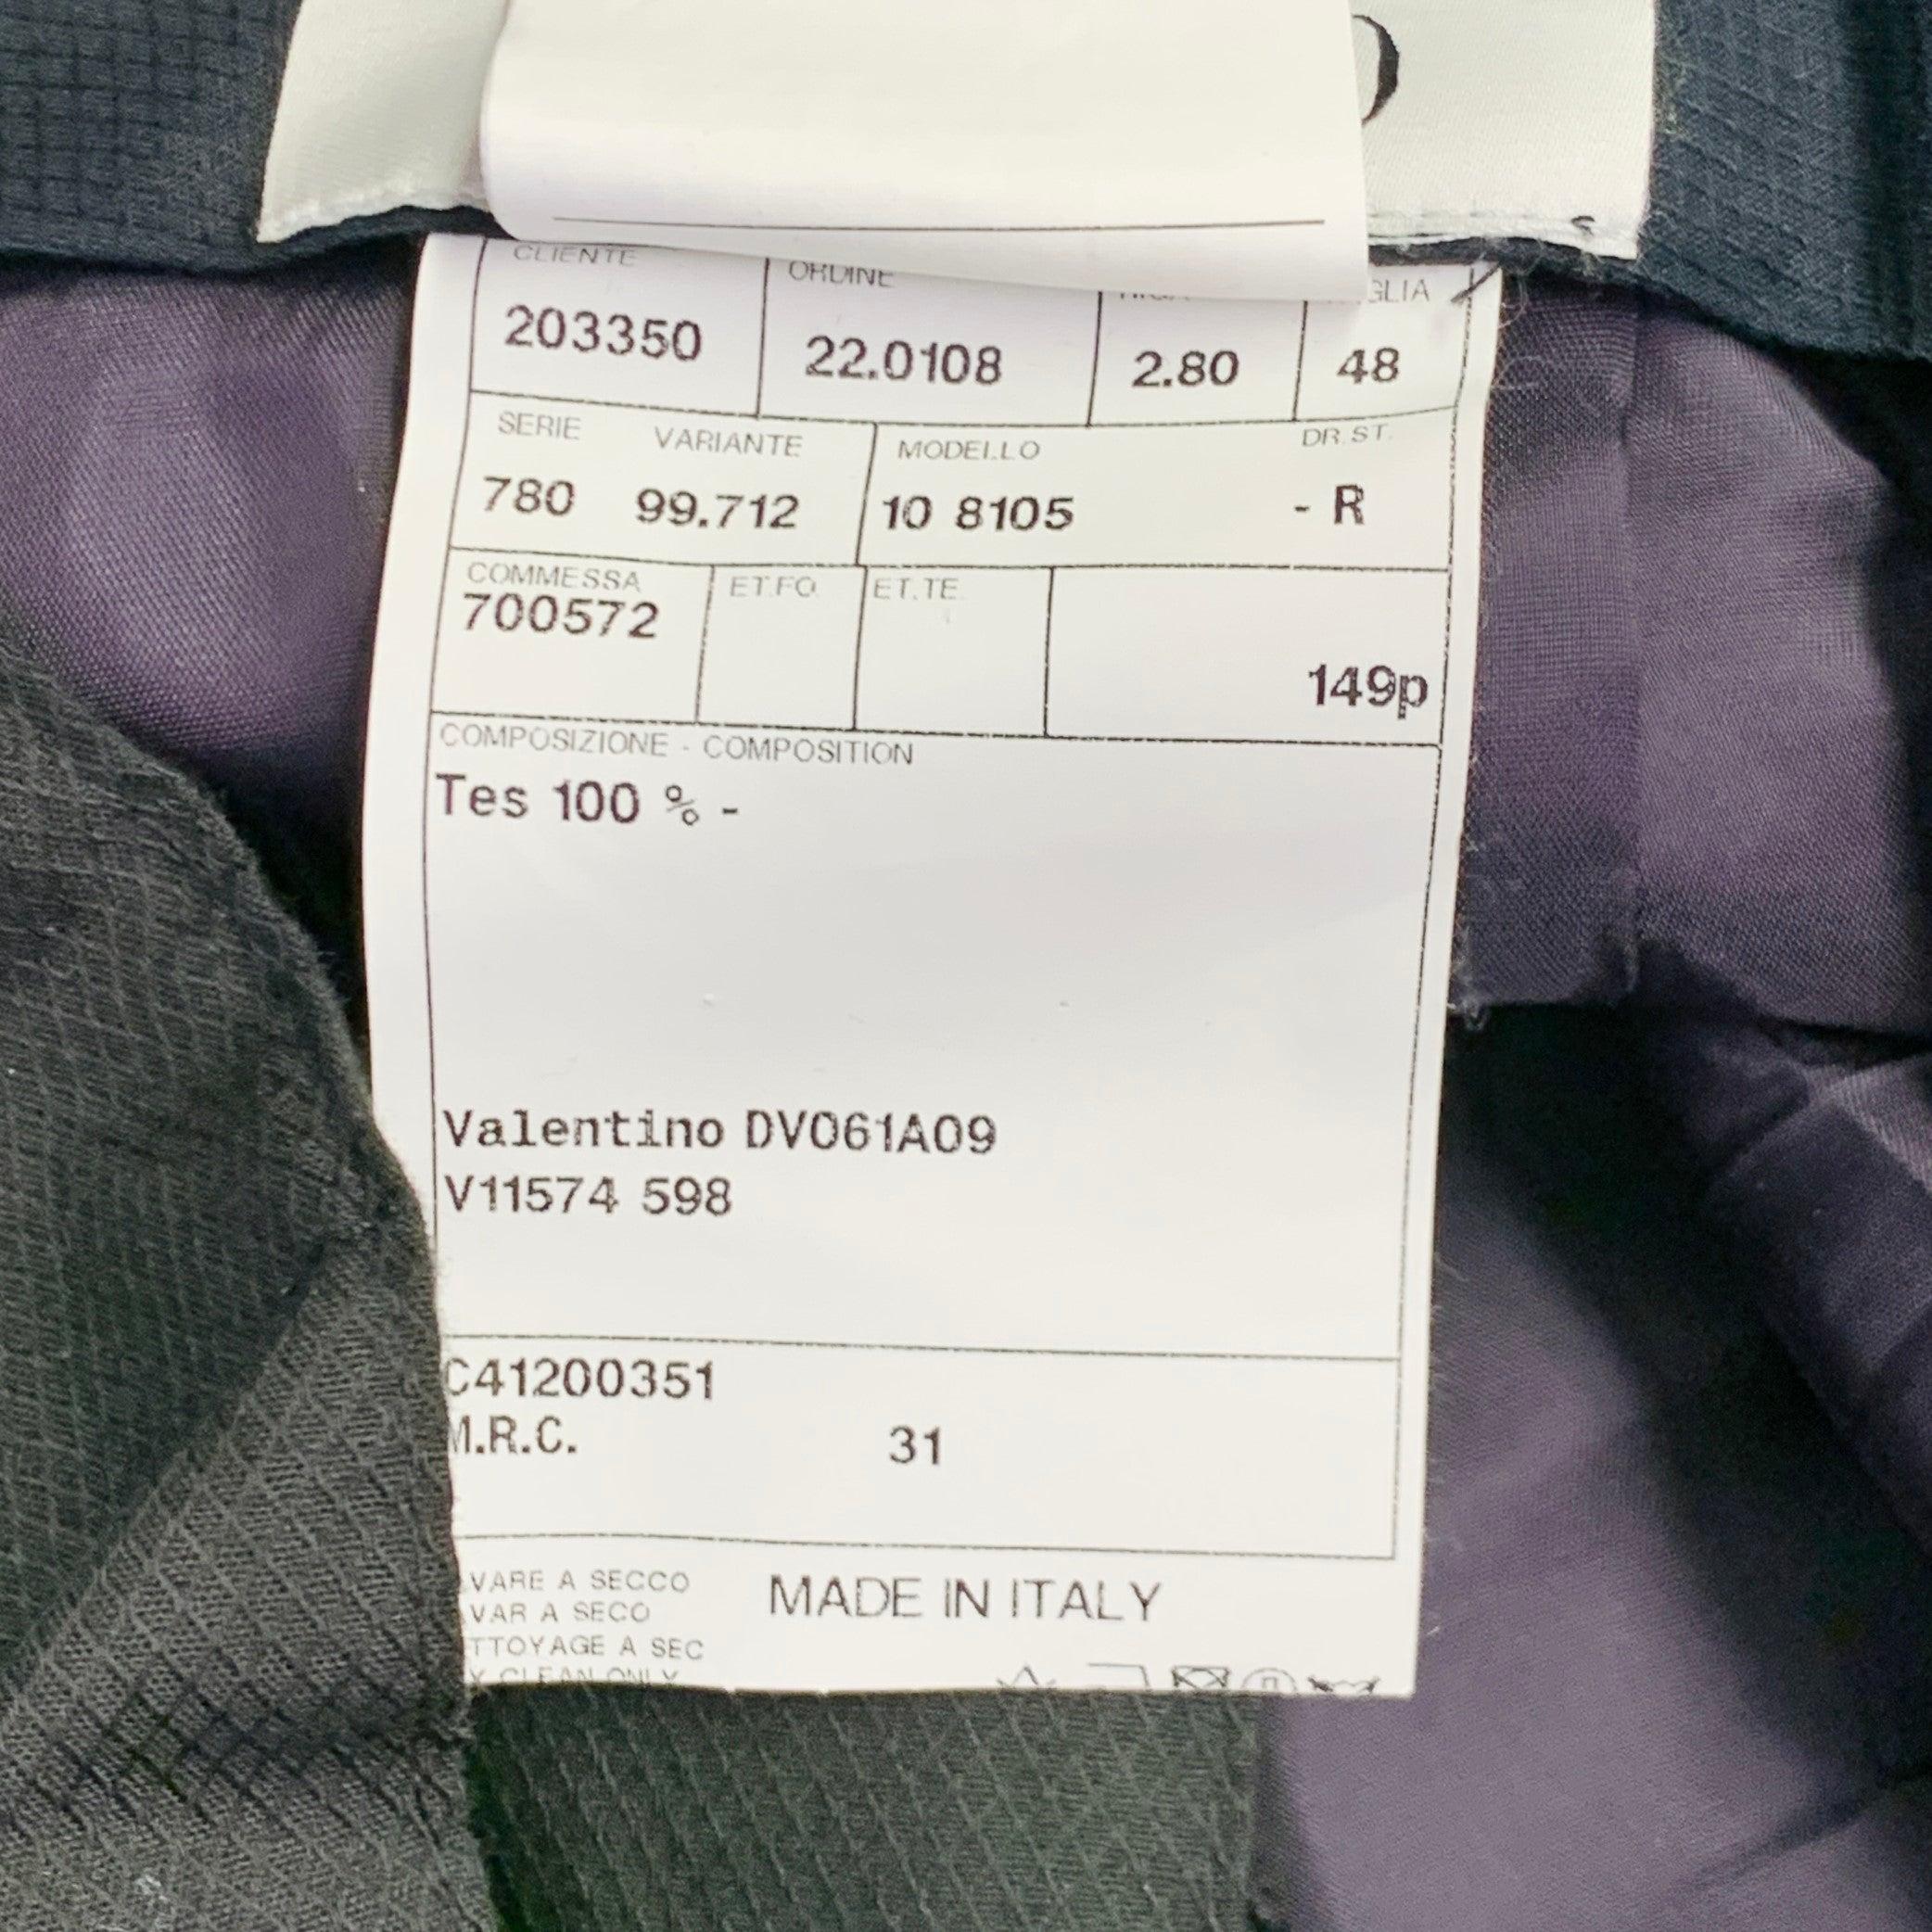 CLIENTE ORDINE
203350 22.0108 2.80 48
SERIE VARIANTE MODELLO DR.ST.
780 99.712 10 8105 - R
COMMESSA ET.FO. ET.TE.
700572
149p
COMPOSIZIONE - COMPOSITION
Tes 100 % -
Valentino DV061A09
V11574 598
C41200351
M.R.C. 31
VARE A SECCO
VAR A SECO
TTOYAGE A SEC
Y CLEAN ONLY
MADE IN ITALY